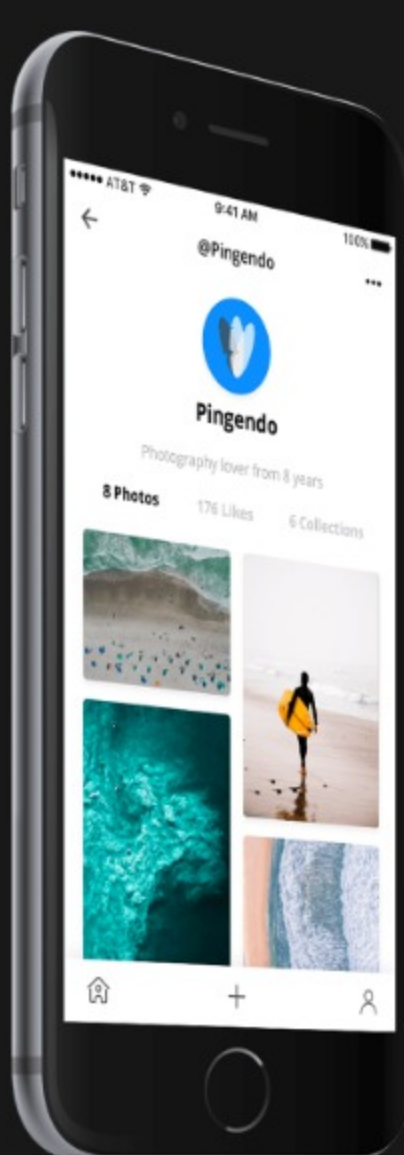 AT&T 9:41 AM 100%
@Pingendo
Pingendo
Photography lover from 8 years
8 Photos 176 Likes 6 Collections